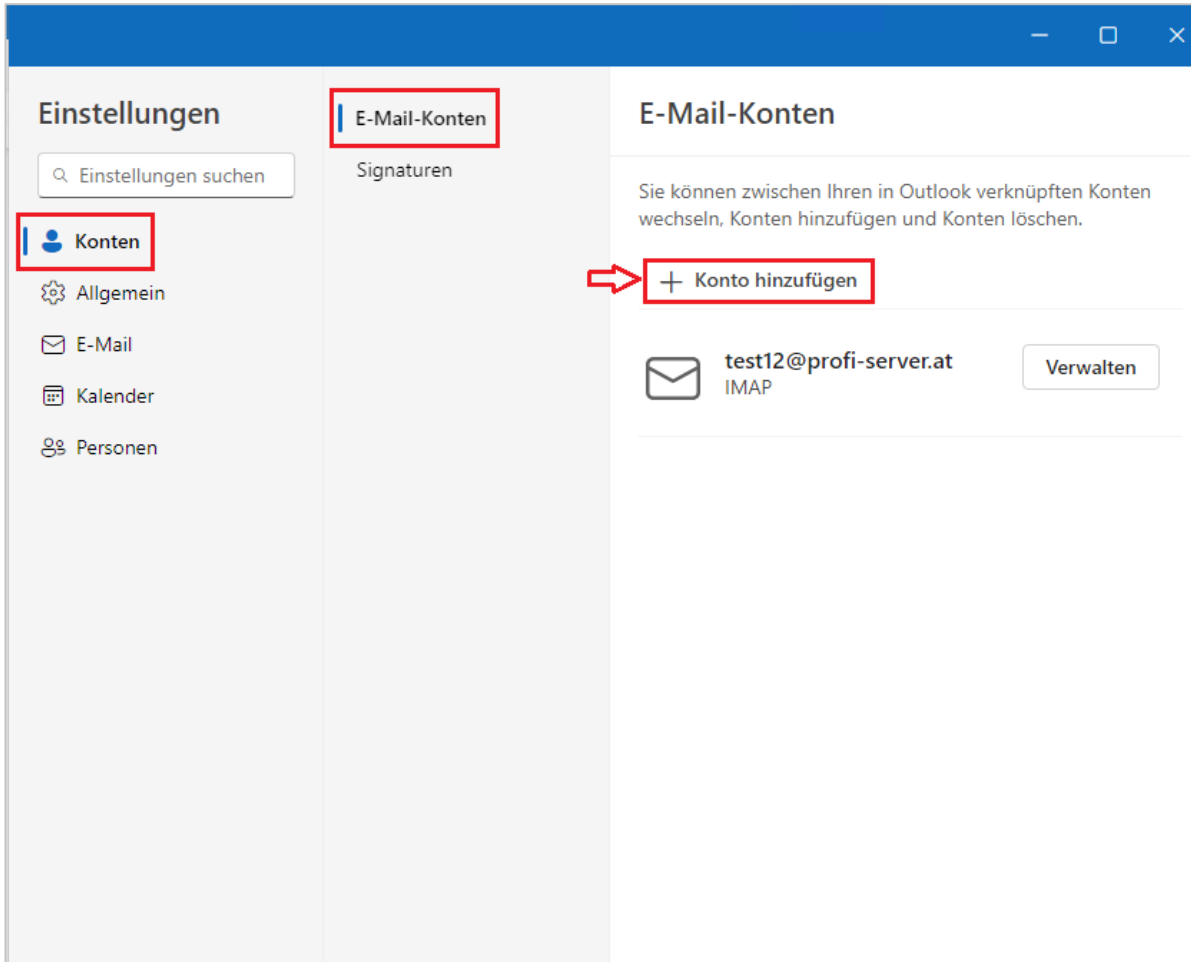 Einstellungen
Einstellungen suchen
Konten
Allgemein
E-Mail
Kalender
Personen
E-Mail-Konten
Signaturen
E-Mail-Konten
Sie können zwischen Ihren in Outlook verknüpften Konten
wechseln, Konten hinzufügen und Konten löschen.
Konto hinzufügen
test12@profi-server.at
IMAP
Verwalten